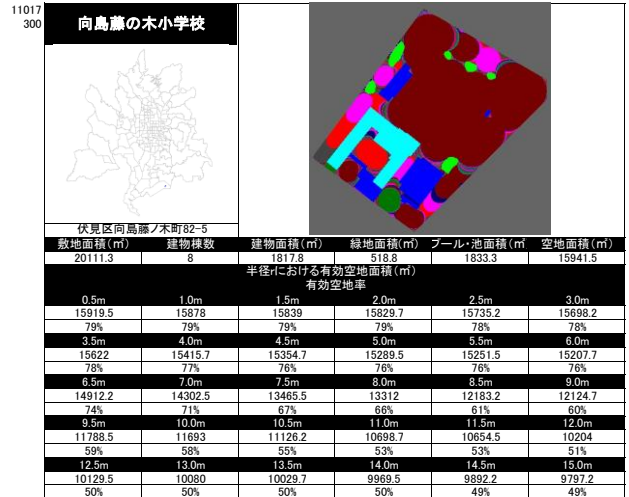 11017
300
向島藤の木小学校
伏見区向島藤ノ木町82-5
敷地面積(㎡) 建物棟数 建物面積(㎡) 緑地面積(㎡) プール・池面積(㎡ 空地面積(㎡)
20111.3 8 1817.8 518.8 1833.3 15941.5
半径rにおける有効空地面積(㎡)
有効空地率
0.5m 1.0m 1.5m 2.0m 2.5m 3.0m
15919.5 15878 15839 15829.7 15735.2 15698.2
79% 79% 79% 79% 78% 78%
3.5m 4.0m 4.5m 5.0m 5.5m 6.0m
15622 15415.7 15354.7 15289.5 15251.5 15207.7
78% 77% 76% 76% 76% 76%
6.5m 7.0m 7.5m 8.0m 8.5m 9.0m
14912.2 14302.5 13465.5 13312 12183.2 12124.7
74% 71% 67% 66% 61% 60%
9.5m 10.0m 10.5m 11.0m 11.5m 12.0m
11788.5 11693 11126.2 10698.7 10654.5 10204
59% 58% 55% 53% 53% 51%
12.5m 13.0m 13.5m 14.0m 14.5m 15.0m
10129.5 10080 10029.7 9969.5 9892.2 9797.2
50% 50% 50% 50% 49% 49%